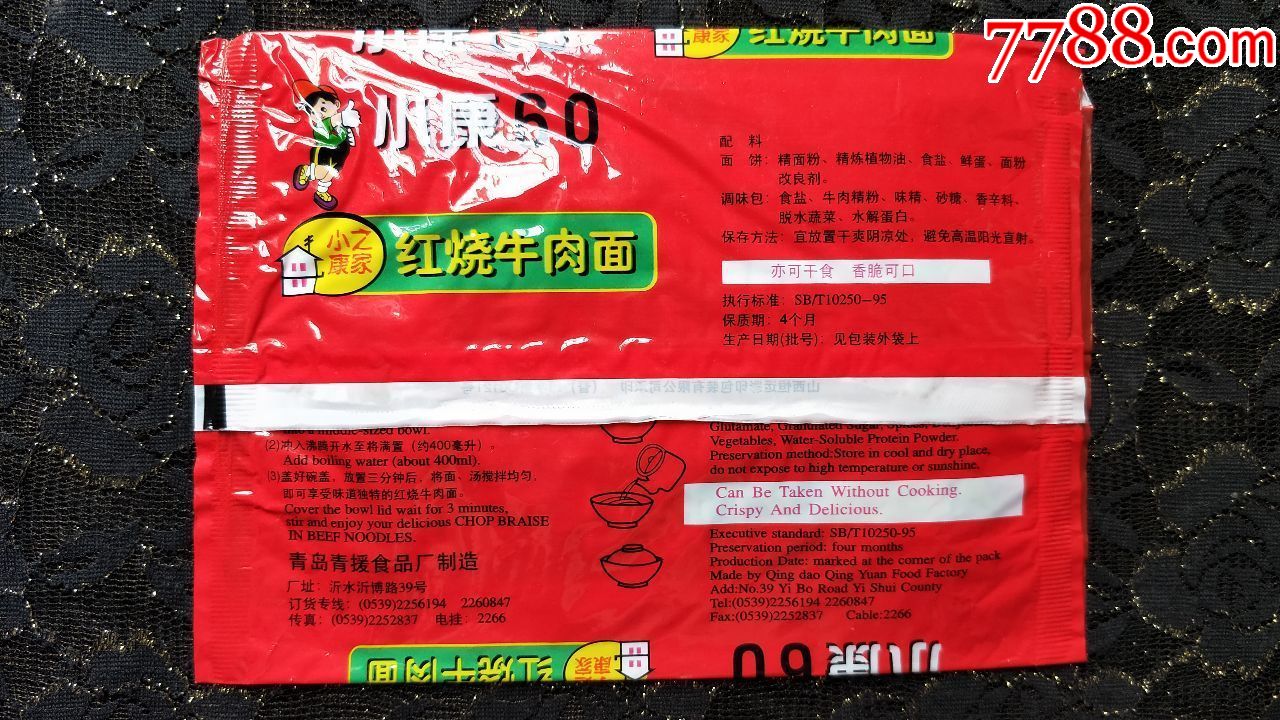 7788.com
康家
红烧牛肉面
小康60
小之
康家
红烧牛肉面
配 料
面 饼：精面粉、精炼植物油、食盐、鲜蛋、面粉
改良剂。
调味包：食盐、牛肉精粉、味精、砂糖、香辛料、
脱水蔬菜、水解蛋白。
保存方法：宜放置干爽阴凉处，避免高温阳光直射。
亦可干食 香脆可口
执行标准：SB/T10250—95
保质期：4个月
生产日期(批号)：见包装外袋上
(2)冲入沸腾开水至将满置（约400毫升）。
Add boiling water (about 400ml).
(3)盖好碗盖，放置三分钟后，将面、汤搅拌均匀，
即可享受味道独特的红烧牛肉面。
Cover the bowl lid wait for 3 minutes,
stir and enjoy your delicious CHOP BRAISE
IN BEEF NOODLES.
青岛青援食品厂制造
厂址：沂水沂博路39号
订货专线：(0539)2256194 2260847
传真：(0539)2252837 电挂：2266
Glutamate, Granulated Sugar,
Vegetables, Water-Soluble Protein Powder.
Preservation method:Store in cool and dry place,
do not expose to high temperature or sunshine.
Can Be Taken Without Cooking.
Crispy And Delicious.
Executive standard: SB/T10250-95
Preservation period: four months
Production Date: marked at the corner of the pack
Made by Qing dao Qing Yuan Food Factory
Add:No.39 Yi Bo Road Yi Shui County
Tel:(0539)2256194 2260847
Fax:(0539)2252837 Cable:2266
康家
红烧牛肉面
小康60